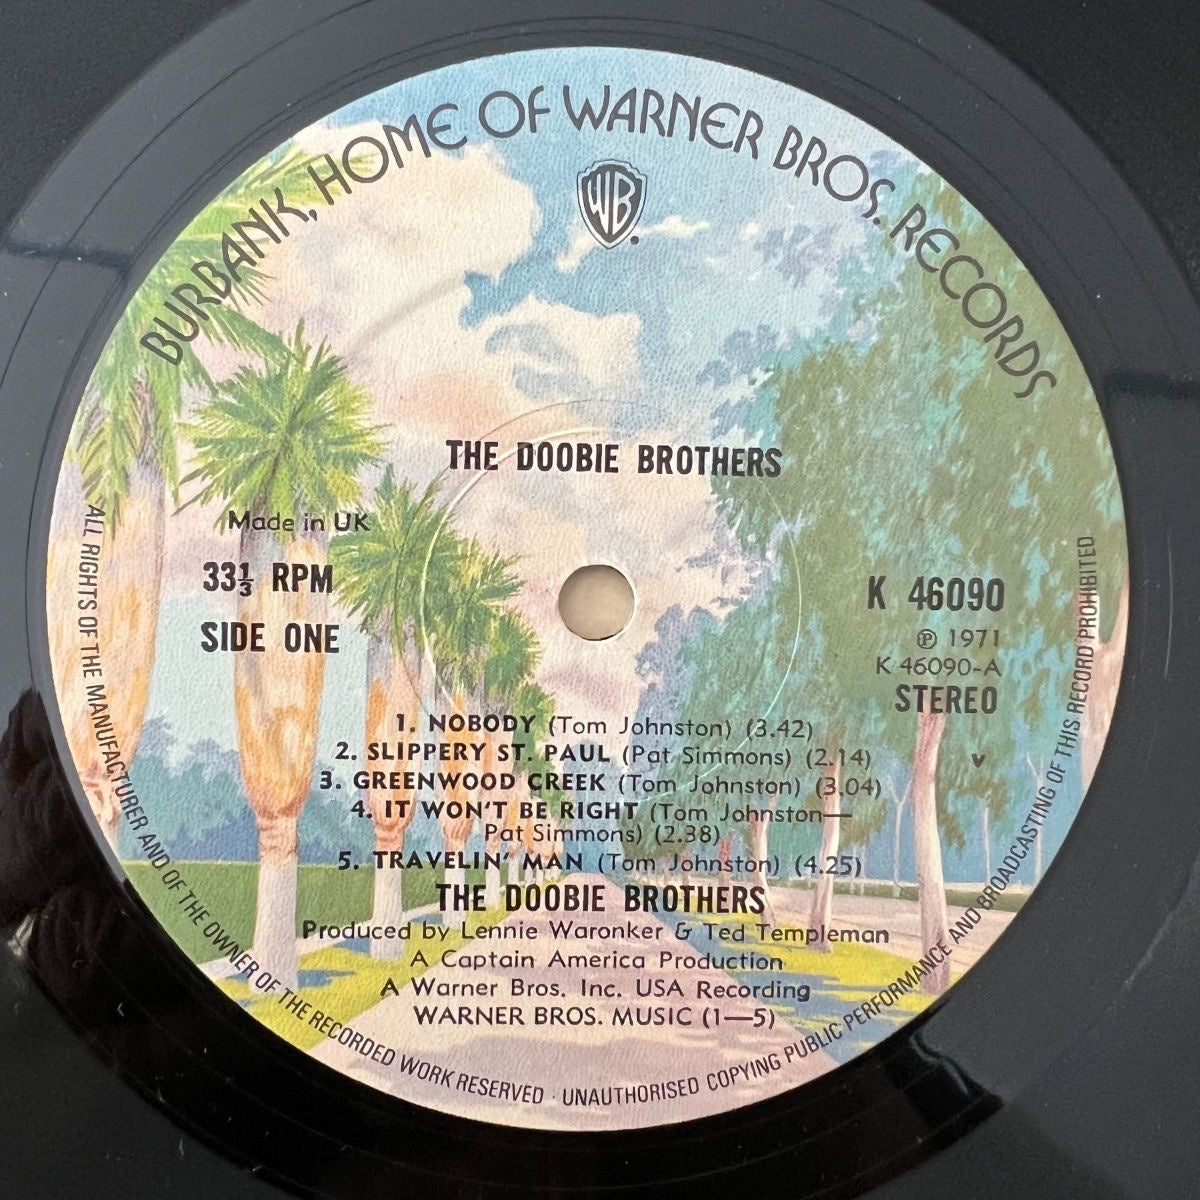 BURBANK, HOME OF WARNER BROS. RECORDS
WB
THE DOOBIE BROTHERS
Made in UK
33⅓ RPM
SIDE ONE
K 46090
℗ 1971
K 46090-A
STEREO
1. NOBODY (Tom Johnston) (3.42)
2. SLIPPERY ST. PAUL (Pat Simmons) (2.14)
3. GREENWOOD CREEK (Tom Johnston) (3.04)
4. IT WON'T BE RIGHT (Tom Johnston—
Pat Simmons) (2.38)
5. TRAVELIN' MAN (Tom Johnston) (4.25)
THE DOOBIE BROTHERS
Produced by Lennie Waronker & Ted Templeman
A Captain America Production
A Warner Bros. Inc. USA Recording
WARNER BROS. MUSIC (1—5)
ALL RIGHTS OF THE MANUFACTURER AND OF THE OWNER OF THE RECORDED WORK RESERVED · UNAUTHORISED COPYING PUBLIC PERFORMANCE AND BROADCASTING OF THIS RECORD PROHIBITED